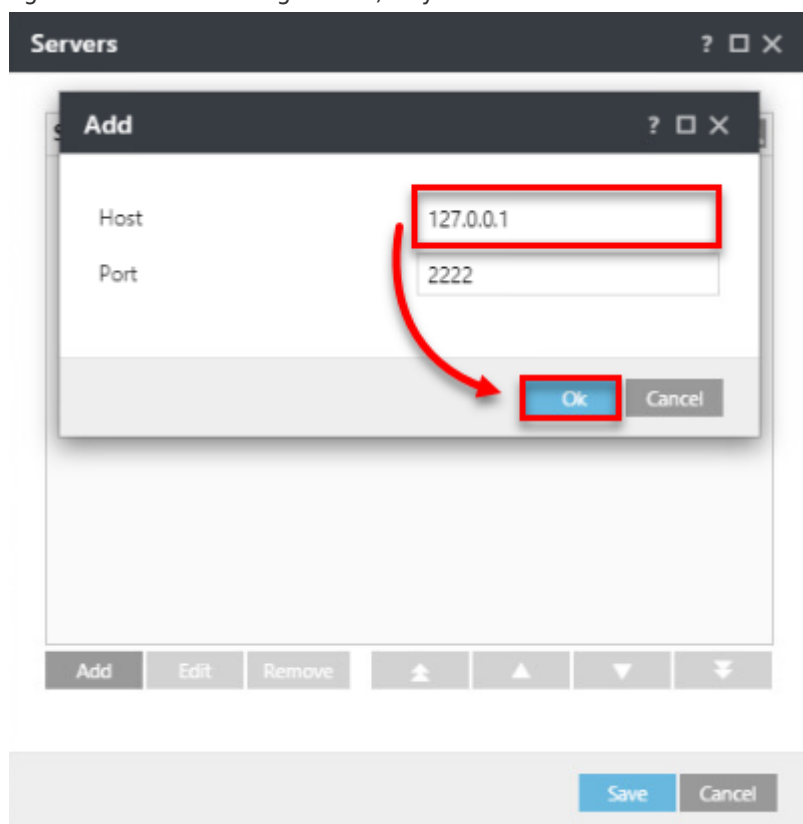 Servers
Add
Host
127.0.0.1
Port
2222
Ok Cancel
Add Edit Remove
Save Cancel